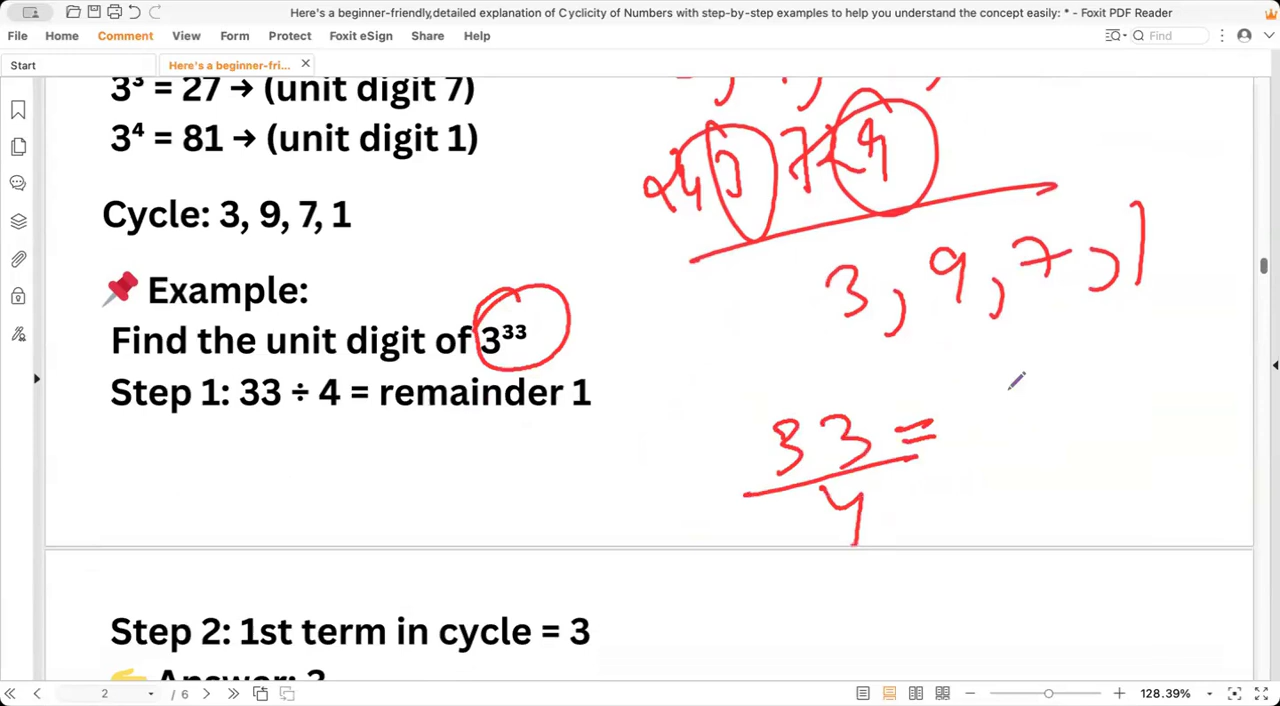 Here's a beginner-friendly,detailed explanation of Cyclicity of Numbers with step-by-step examples to help you understand the concept easily: * - Foxit PDF Reader
File Home Comment View Form Protect Foxit eSign Share Help
Find
Start
Here's a beginner-fri...
3³ = 27 → (unit digit 7)
3⁴ = 81 → (unit digit 1)
Cycle: 3, 9, 7, 1
3, 9, 7, 1
📌 Example:
Find the unit digit of 3³³
Step 1: 33 ÷ 4 = remainder 1
33 =
4
Step 2: 1st term in cycle = 3
2 / 6
128.39%